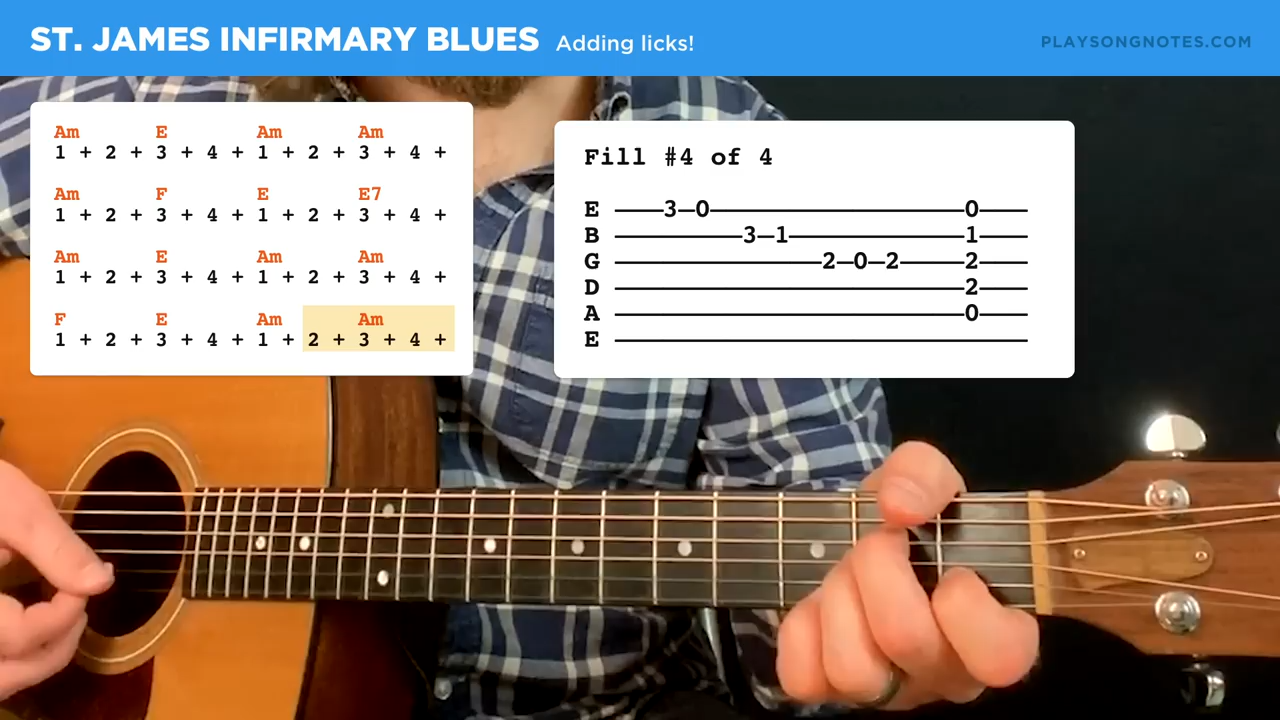 ST. JAMES INFIRMARY BLUES Adding licks!
PLAYSONGNOTES.COM
Am E Am Am
1 + 2 + 3 + 4 + 1 + 2 + 3 + 4 +
Am F E E7
1 + 2 + 3 + 4 + 1 + 2 + 3 + 4 +
Am E Am Am
1 + 2 + 3 + 4 + 1 + 2 + 3 + 4 +
F E Am Am
1 + 2 + 3 + 4 + 1 + 2 + 3 + 4 +
Fill #4 of 4
E ———3—0————————————————0———
B ————————3—1———————————1———
G —————————————2—0—2————2———
D ——————————————————————2———
A ——————————————————————0———
E ——————————————————————————